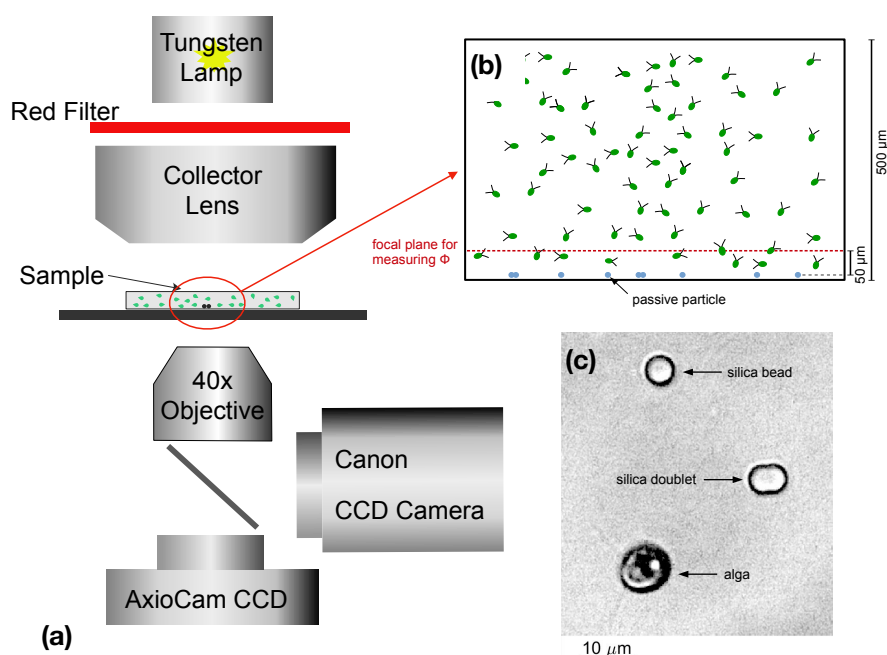 Tungsten
Lamp
Red Filter
Collector
Lens
Sample
40x
Objective
Canon
CCD Camera
AxioCam CCD
(a)
(b)
500 μm
focal plane for
measuring Φ
50 μm
passive particle
(c)
silica bead
silica doublet
alga
10 μm